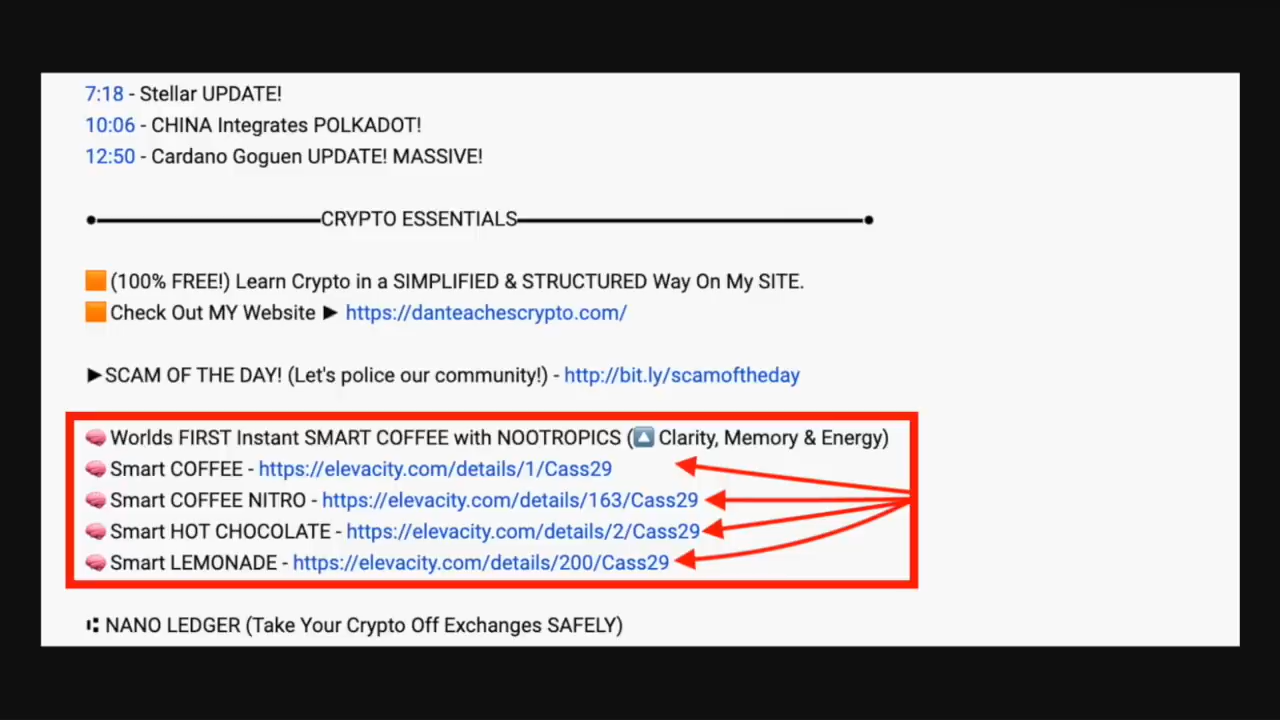 7:18 - Stellar UPDATE!
10:06 - CHINA Integrates POLKADOT!
12:50 - Cardano Goguen UPDATE! MASSIVE!
●━━━━━━━━━━━━━CRYPTO ESSENTIALS━━━━━━━━━━━━━━━━━━━━●
🟧 (100% FREE!) Learn Crypto in a SIMPLIFIED & STRUCTURED Way On My SITE.
🟧 Check Out MY Website ► https://danteachescrypto.com/
►SCAM OF THE DAY! (Let's police our community!) - http://bit.ly/scamoftheday
🧠 Worlds FIRST Instant SMART COFFEE with NOOTROPICS (🔼 Clarity, Memory & Energy)
🧠 Smart COFFEE - https://elevacity.com/details/1/Cass29
🧠 Smart COFFEE NITRO - https://elevacity.com/details/163/Cass29
🧠 Smart HOT CHOCOLATE - https://elevacity.com/details/2/Cass29
🧠 Smart LEMONADE - https://elevacity.com/details/200/Cass29
⑆ NANO LEDGER (Take Your Crypto Off Exchanges SAFELY)